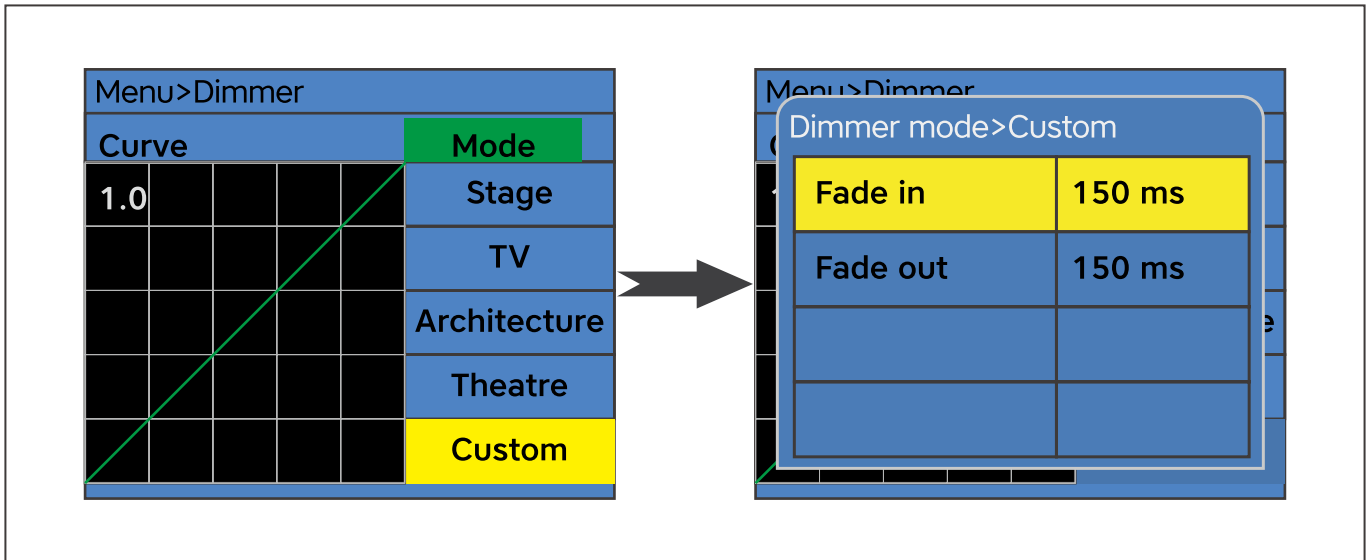 Menu>Dimmer
Curve Mode
1.0 Stage
TV
Architecture
Theatre
Custom
Menu>Dimmer
Dimmer mode>Custom
Fade in 150 ms
Fade out 150 ms